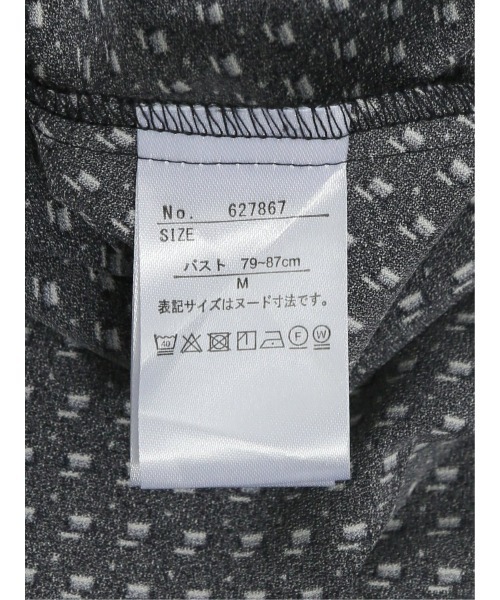 No. 627867
SIZE
バスト 79~87cm
M
表記サイズはヌード寸法です。
40 F W